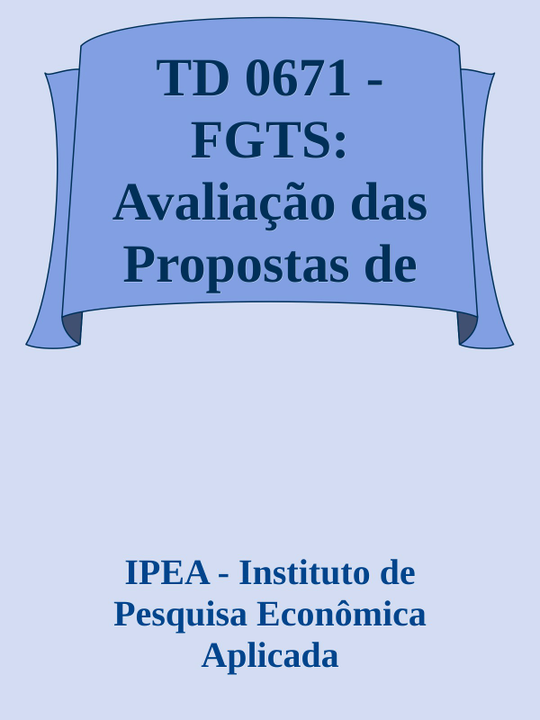 TD 0671 -
FGTS:
Avaliação das
Propostas de
IPEA - Instituto de
Pesquisa Econômica
Aplicada